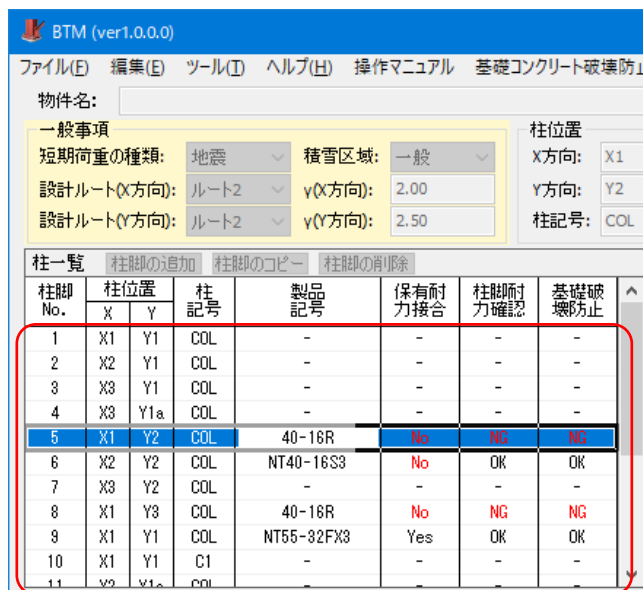 BTM (ver1.0.0.0)
ファイル(F) 編集(E) ツール(T) ヘルプ(H) 操作マニュアル 基礎コンクリート破壊防止
物件名:
一般事項 柱位置
短期荷重の種類: 地震 積雪区域: 一般 X方向: X1
設計ルート(X方向): ルート2 γ(X方向): 2.00 Y方向: Y2
設計ルート(Y方向): ルート2 γ(Y方向): 2.50 柱記号: COL
柱一覧 柱脚の追加 柱脚のコピー 柱脚の削除
柱脚No. 柱位置 X Y 柱記号 製品記号 保有耐力接合 柱脚耐力確認 基礎破壊防止
1 X1 Y1 COL - - - -
2 X2 Y1 COL - - - -
3 X3 Y1 COL - - - -
4 X3 Y1a COL - - - -
5 X1 Y2 COL 40-16R No NG NG
6 X2 Y2 COL NT40-16S3 No OK OK
7 X3 Y2 COL - - - -
8 X1 Y3 COL 40-16R No NG NG
9 X1 Y1 COL NT55-32FX3 Yes OK OK
10 X1 Y1 C1 - - - -